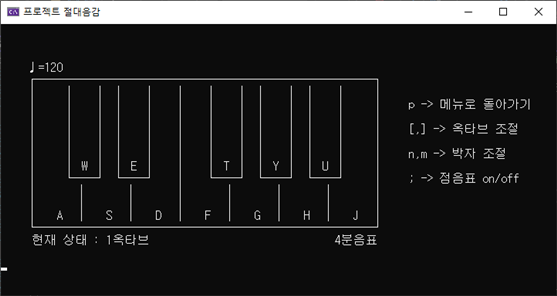 프로젝트 절대음감
♩=120
p -> 메뉴로 돌아가기
[,] -> 옥타브 조절
n,m -> 박자 조절
; -> 점음표 on/off
W E T Y U
A S D F G H J
현재 상태 : 1옥타브 4분음표